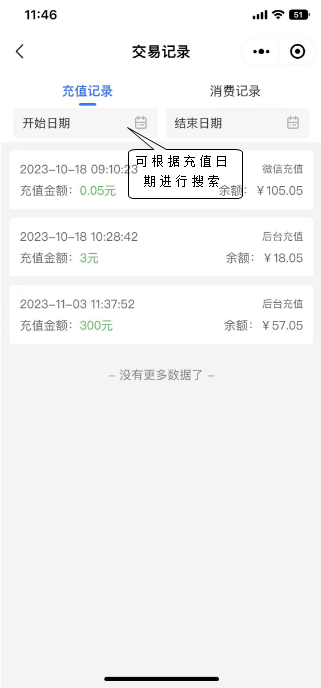 11:46
51
交易记录
充值记录 消费记录
开始日期 结束日期
可根据充值日
期进行搜索
2023-10-18 09:10:23 微信充值
充值金额：0.05元 余额：￥105.05
2023-10-18 10:28:42 后台充值
充值金额：3元 余额：￥18.05
2023-11-03 11:37:52 后台充值
充值金额：300元 余额：￥57.05
- 没有更多数据了 -